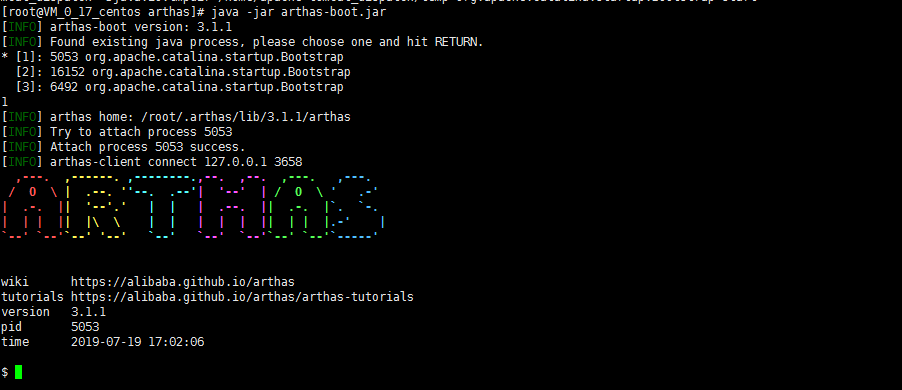 [root@VM_0_17_centos arthas]# java -jar arthas-boot.jar
[INFO] arthas-boot version: 3.1.1
[INFO] Found existing java process, please choose one and hit RETURN.
* [1]: 5053 org.apache.catalina.startup.Bootstrap
  [2]: 16152 org.apache.catalina.startup.Bootstrap
  [3]: 6492 org.apache.catalina.startup.Bootstrap
1
[INFO] arthas home: /root/.arthas/lib/3.1.1/arthas
[INFO] Try to attach process 5053
[INFO] Attach process 5053 success.
[INFO] arthas-client connect 127.0.0.1 3658
  ,---.  ,------. ,--------.,--.  ,--.  ,---.   ,---.
 /  O  \ |  .--. ''--.  .--'|  '--'  | /  O  \ '   .-'
|  .-.  ||  '--'.'   |  |   |  .--.  ||  .-.  |`.  `-.
|  | |  ||  |\  \    |  |   |  |  |  ||  | |  |.-'    |
`--' `--'`--' '--'   `--'   `--'  `--'`--' `--'`-----'
wiki      https://alibaba.github.io/arthas
tutorials https://alibaba.github.io/arthas/arthas-tutorials
version   3.1.1
pid       5053
time      2019-07-19 17:02:06
$